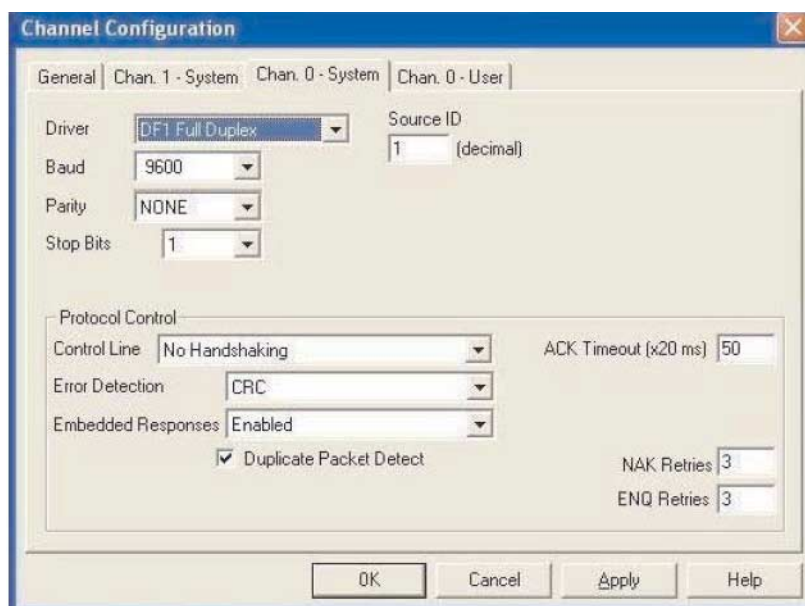 Channel Configuration
General
Chan. 1 - System
Chan. 0 - System
Chan. 0 - User
Driver DF1 Full Duplex
Source ID
1 (decimal)
Baud 9600
Parity NONE
Stop Bits 1
Protocol Control
Control Line No Handshaking
ACK Timeout (x20 ms) 50
Error Detection CRC
Embedded Responses Enabled
Duplicate Packet Detect
NAK Retries 3
ENQ Retries 3
OK
Cancel
Apply
Help